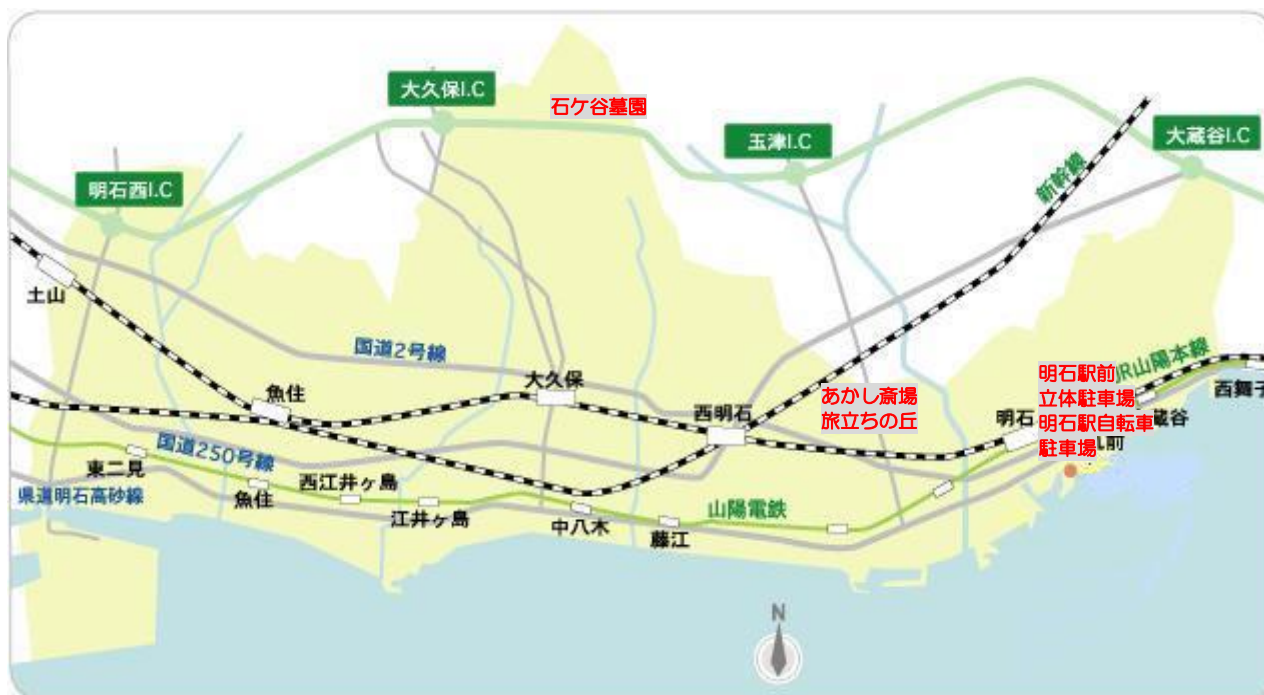 大久保I.C
石ケ谷墓園
玉津I.C
大蔵谷I.C
明石西I.C
新幹線
土山
国道2号線
魚住
大久保
あかし斎場
旅立ちの丘
西明石
明石駅前
立体駐車場
明石駅自転車
駐車場
JR山陽本線
西舞子
明石
蔵谷
前
国道250号線
東二見
県道明石高砂線
魚住
西江井ヶ島
江井ヶ島
中八木
藤江
山陽電鉄
N